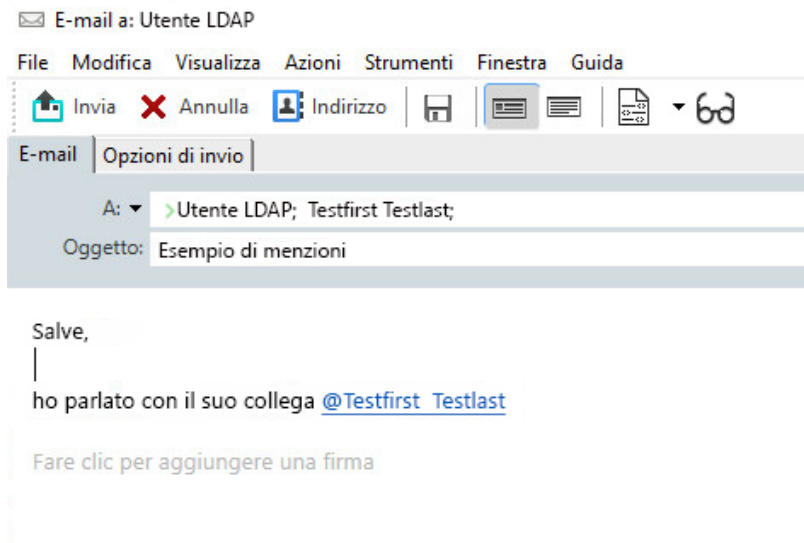 E-mail a: Utente LDAP
File Modifica Visualizza Azioni Strumenti Finestra Guida
Invia Annulla Indirizzo
E-mail Opzioni di invio
A: >Utente LDAP; Testfirst Testlast;
Oggetto: Esempio di menzioni
Salve,
ho parlato con il suo collega @Testfirst Testlast
Fare clic per aggiungere una firma